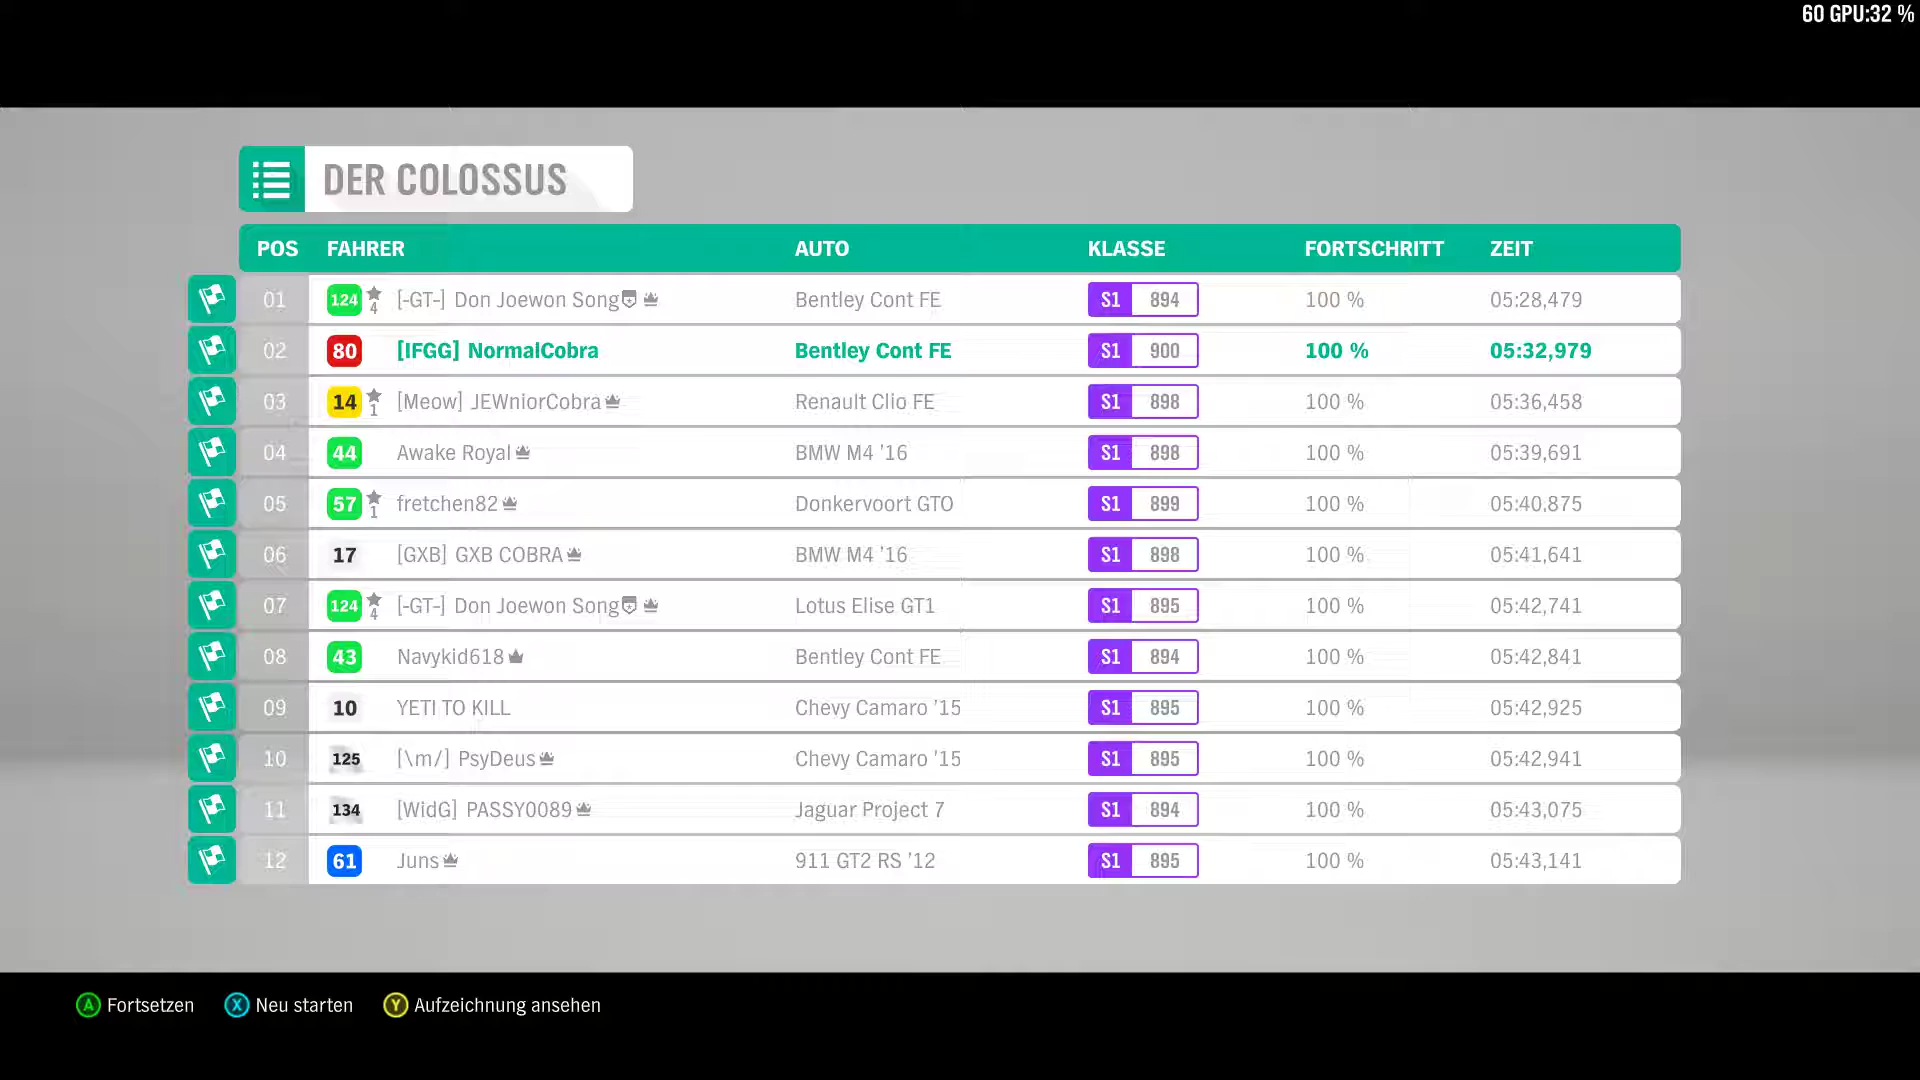 60 GPU:32 %
DER COLOSSUS
POS FAHRER AUTO KLASSE FORTSCHRITT ZEIT
01 124 4 [-GT-] Don Joewon Song Bentley Cont FE S1 894 100 % 05:28,479
02 80 [IFGG] NormalCobra Bentley Cont FE S1 900 100 % 05:32,979
03 14 1 [Meow] JEWniorCobra Renault Clio FE S1 898 100 % 05:36,458
04 44 Awake Royal BMW M4 '16 S1 898 100 % 05:39,691
05 57 1 fretchen82 Donkervoort GTO S1 899 100 % 05:40,875
06 17 [GXB] GXB COBRA BMW M4 '16 S1 898 100 % 05:41,641
07 124 4 [-GT-] Don Joewon Song Lotus Elise GT1 S1 895 100 % 05:42,741
08 43 Navykid618 Bentley Cont FE S1 894 100 % 05:42,841
09 10 YETI TO KILL Chevy Camaro '15 S1 895 100 % 05:42,925
10 125 [\m/] PsyDeus Chevy Camaro '15 S1 895 100 % 05:42,941
11 134 [WidG] PASSY0089 Jaguar Project 7 S1 894 100 % 05:43,075
12 61 Juns 911 GT2 RS '12 S1 895 100 % 05:43,141
A Fortsetzen X Neu starten Y Aufzeichnung ansehen